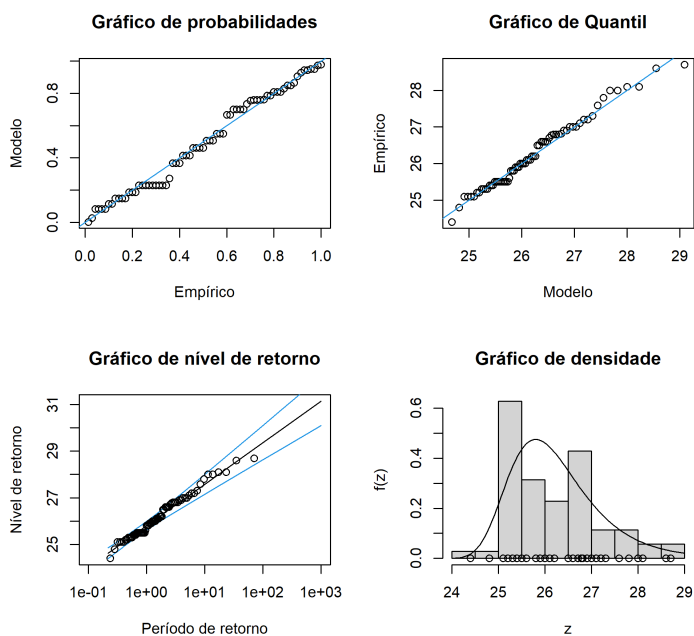 Gráfico de probabilidades
Modelo
0.0 0.4 0.8
0.0 0.2 0.4 0.6 0.8 1.0
Empírico
Gráfico de Quantil
Empírico
25 26 27 28
25 26 27 28 29
Modelo
Gráfico de nível de retorno
Nível de retorno
25 27 29 31
1e-01 1e+00 1e+01 1e+02 1e+03
Período de retorno
Gráfico de densidade
f(z)
0.0 0.2 0.4 0.6
24 25 26 27 28 29
z